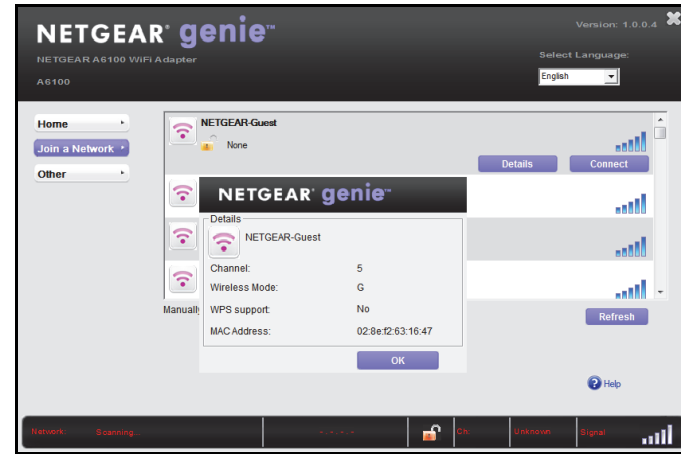 NETGEAR® genie™
Version: 1.0.0.4
NETGEAR A6100 WiFi Adapter
Select Language:
A6100
English
Home
Join a Network
Other
NETGEAR-Guest
None
Details
Connect
NETGEAR® genie™
Details
NETGEAR-Guest
Channel: 5
Wireless Mode: G
WPS support: No
MAC Address: 02:8e:f2:63:16:47
OK
Manually
Refresh
? Help
Network: Scanning...
-.-.-.-
Ch:
Unknown
Signal